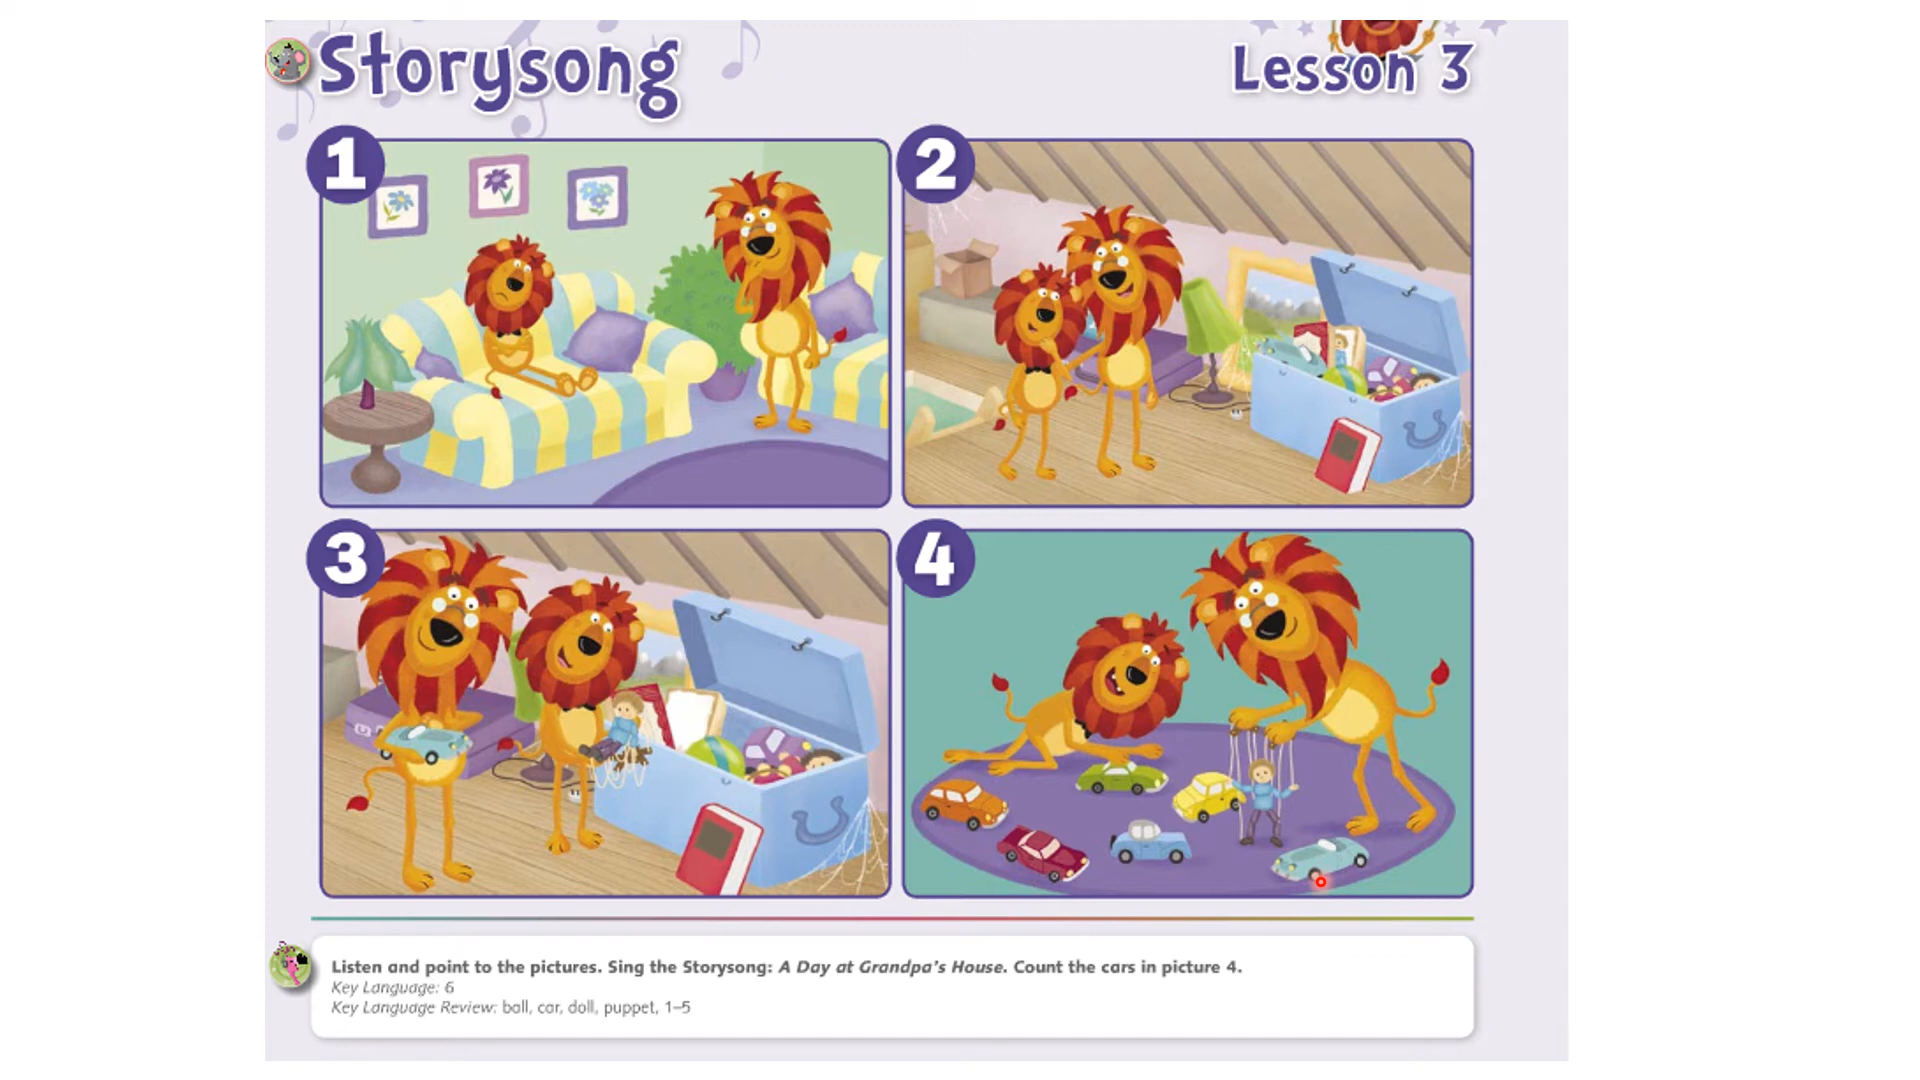 Storysong
Lesson 3
1
2
3
4
Listen and point to the pictures. Sing the Storysong: A Day at Grandpa's House. Count the cars in picture 4.
Key Language: 6
Key Language Review: ball, car, doll, puppet, 1–5